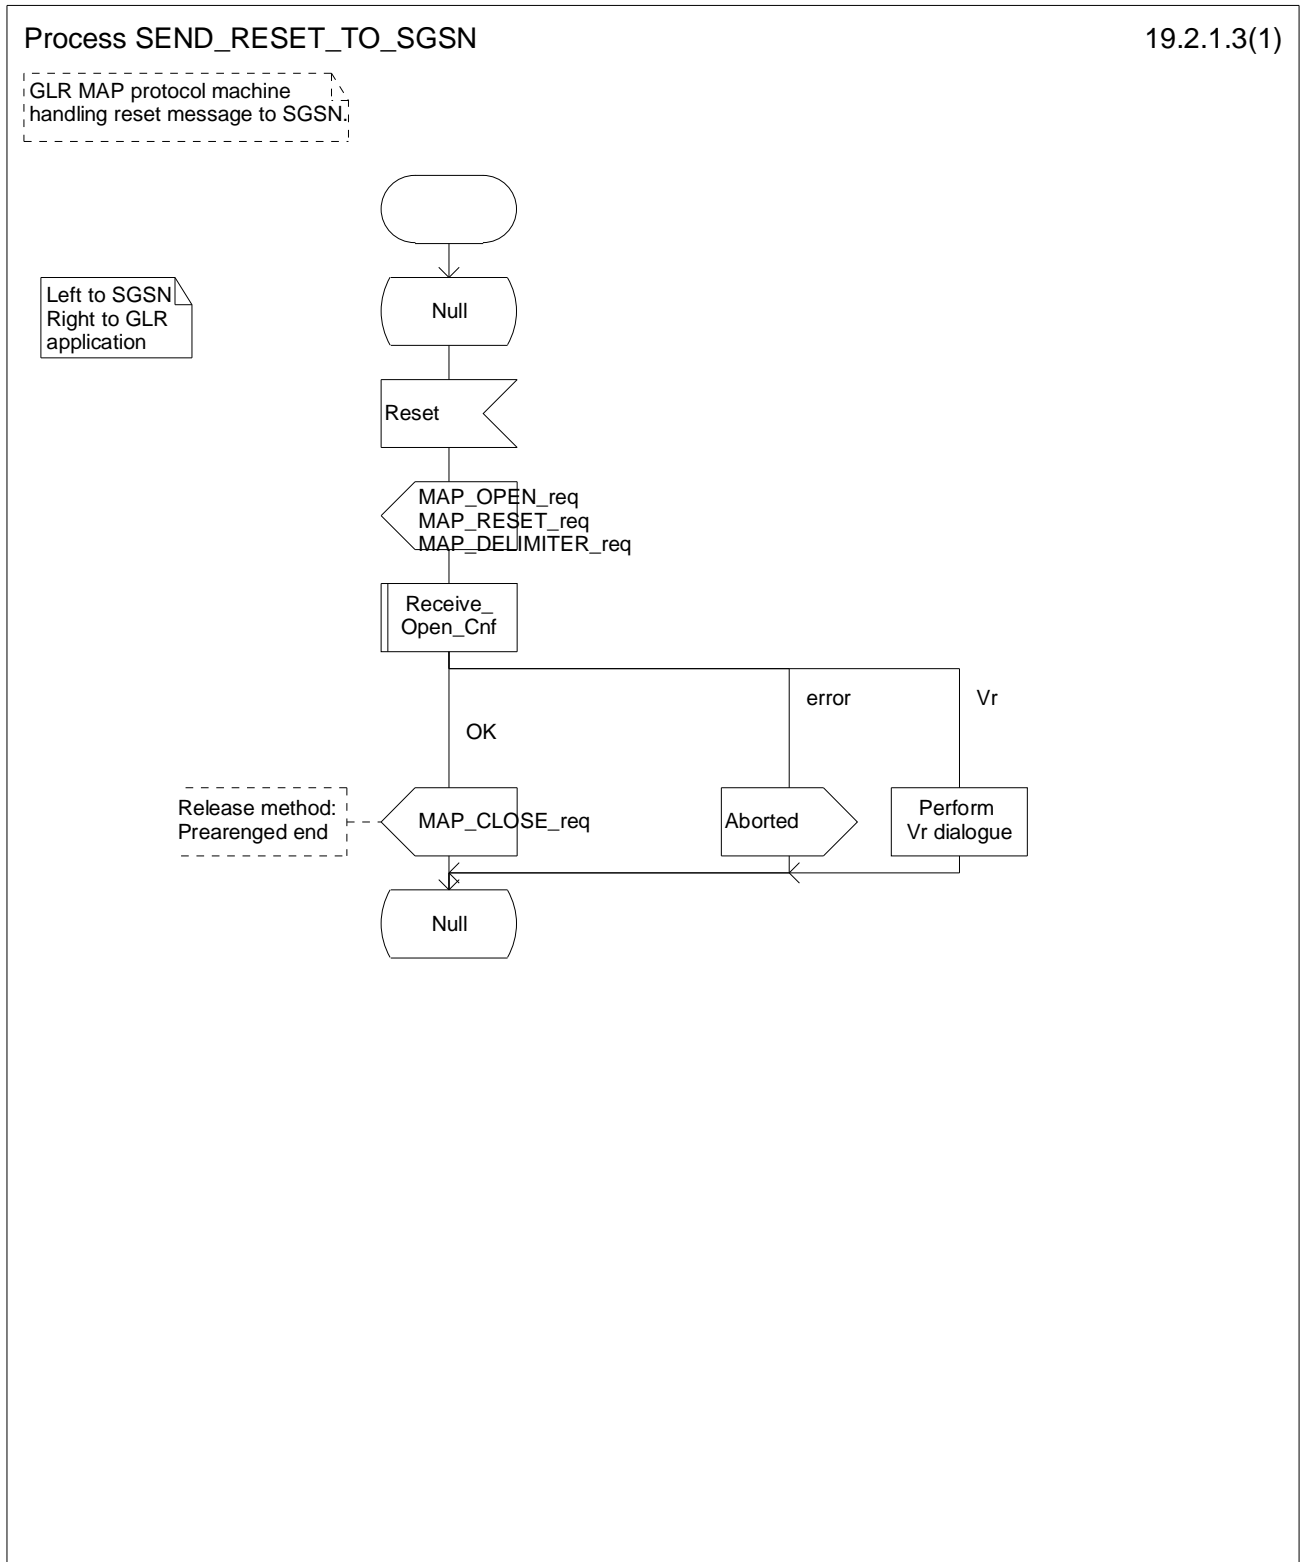 Process SEND_RESET_TO_SGSN
19.2.1.3(1)
GLR MAP protocol machine
handling reset message to SGSN.
Left to SGSN
Right to GLR
application
Null
Reset
MAP_OPEN_req
MAP_RESET_req
MAP_DELIMITER_req
Receive_
Open_Cnf
error
Vr
OK
Release method:
Prearenged end
MAP_CLOSE_req
Aborted
Perform
Vr dialogue
Null